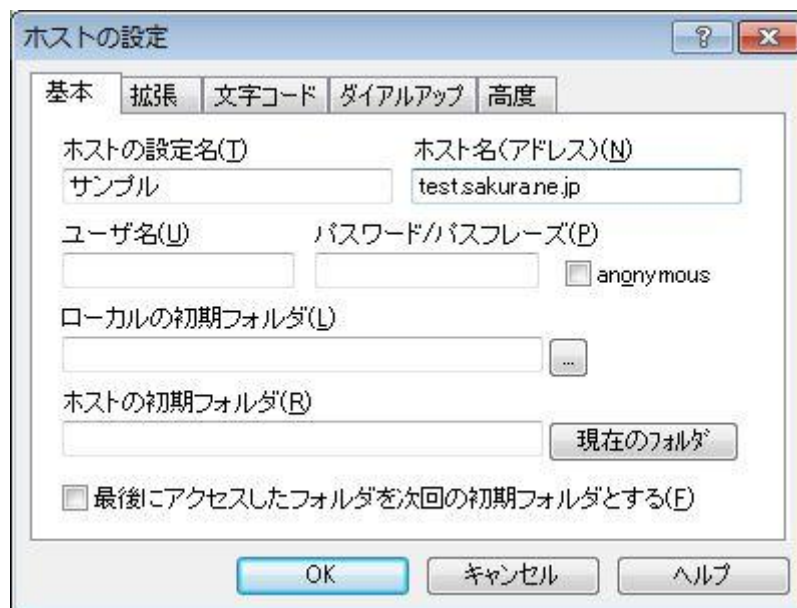 ホストの設定
基本 拡張 文字コード ダイアルアップ 高度
ホストの設定名(T) ホスト名(アドレス)(N)
サンプル test.sakura.ne.jp
ユーザ名(U) パスワード/パスフレーズ(P)
anonymous
ローカルの初期フォルダ(L)
...
ホストの初期フォルダ(R)
現在のフォルダ
最後にアクセスしたフォルダを次回の初期フォルダとする(F)
OK キャンセル ヘルプ